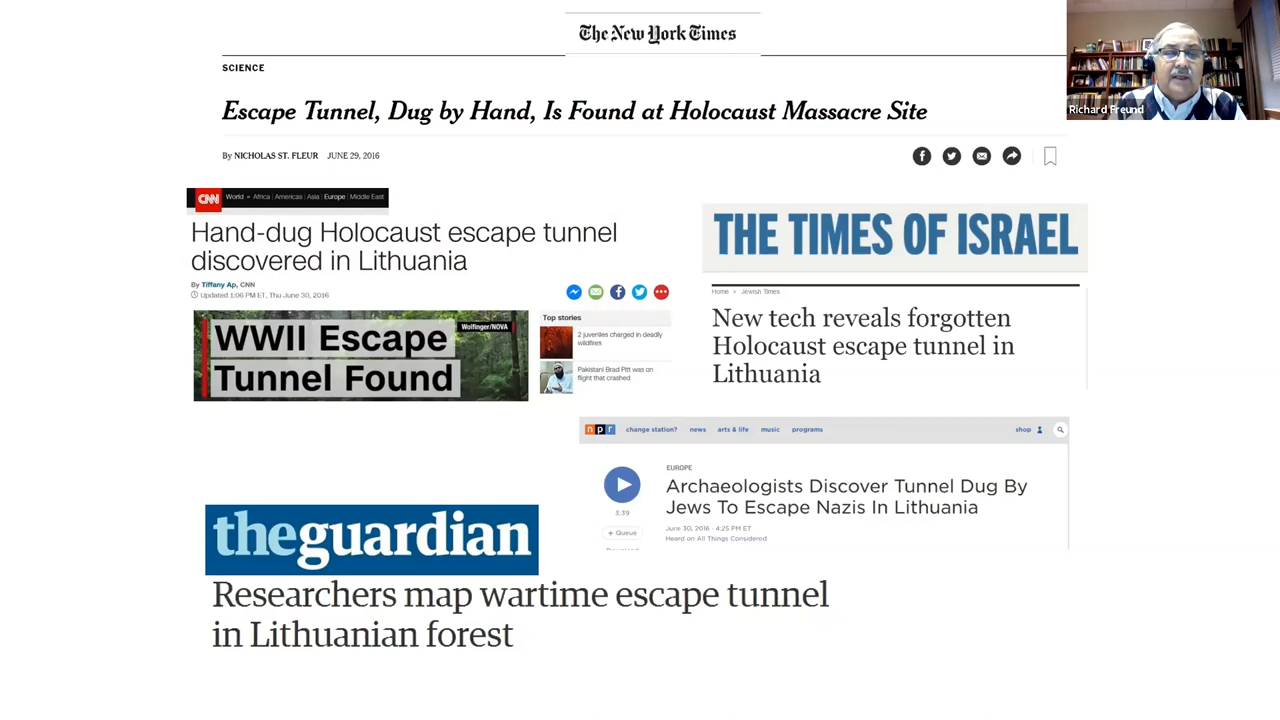 The New York Times
SCIENCE
Escape Tunnel, Dug by Hand, Is Found at Holocaust Massacre Site
By NICHOLAS ST. FLEUR JUNE 29, 2016
Richard Freund
CNN World » Africa | Americas | Asia | Europe | Middle East
Hand-dug Holocaust escape tunnel
discovered in Lithuania
By Tiffany Ap, CNN
Updated 1:06 PM ET, Thu June 30, 2016
WWII Escape
Tunnel Found
Wolfinger/NOVA
Top stories
2 juveniles charged in deadly
wildfires
Pakistani Brad Pitt was on
flight that crashed
THE TIMES OF ISRAEL
Home » Jewish Times
New tech reveals forgotten
Holocaust escape tunnel in
Lithuania
npr change station? news arts & life music programs shop
EUROPE
Archaeologists Discover Tunnel Dug By
Jews To Escape Nazis In Lithuania
3:39
+ Queue
June 30, 2016 · 4:25 PM ET
Heard on All Things Considered
theguardian
Researchers map wartime escape tunnel
in Lithuanian forest